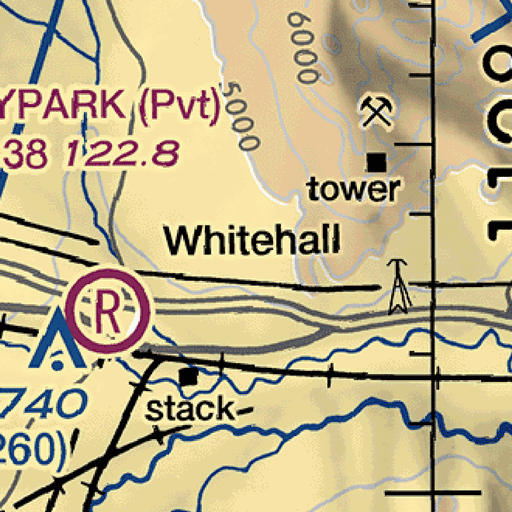 6000
5000
YPARK (Pvt)
38 122.8
tower
Whitehall
R
740
260)
stack